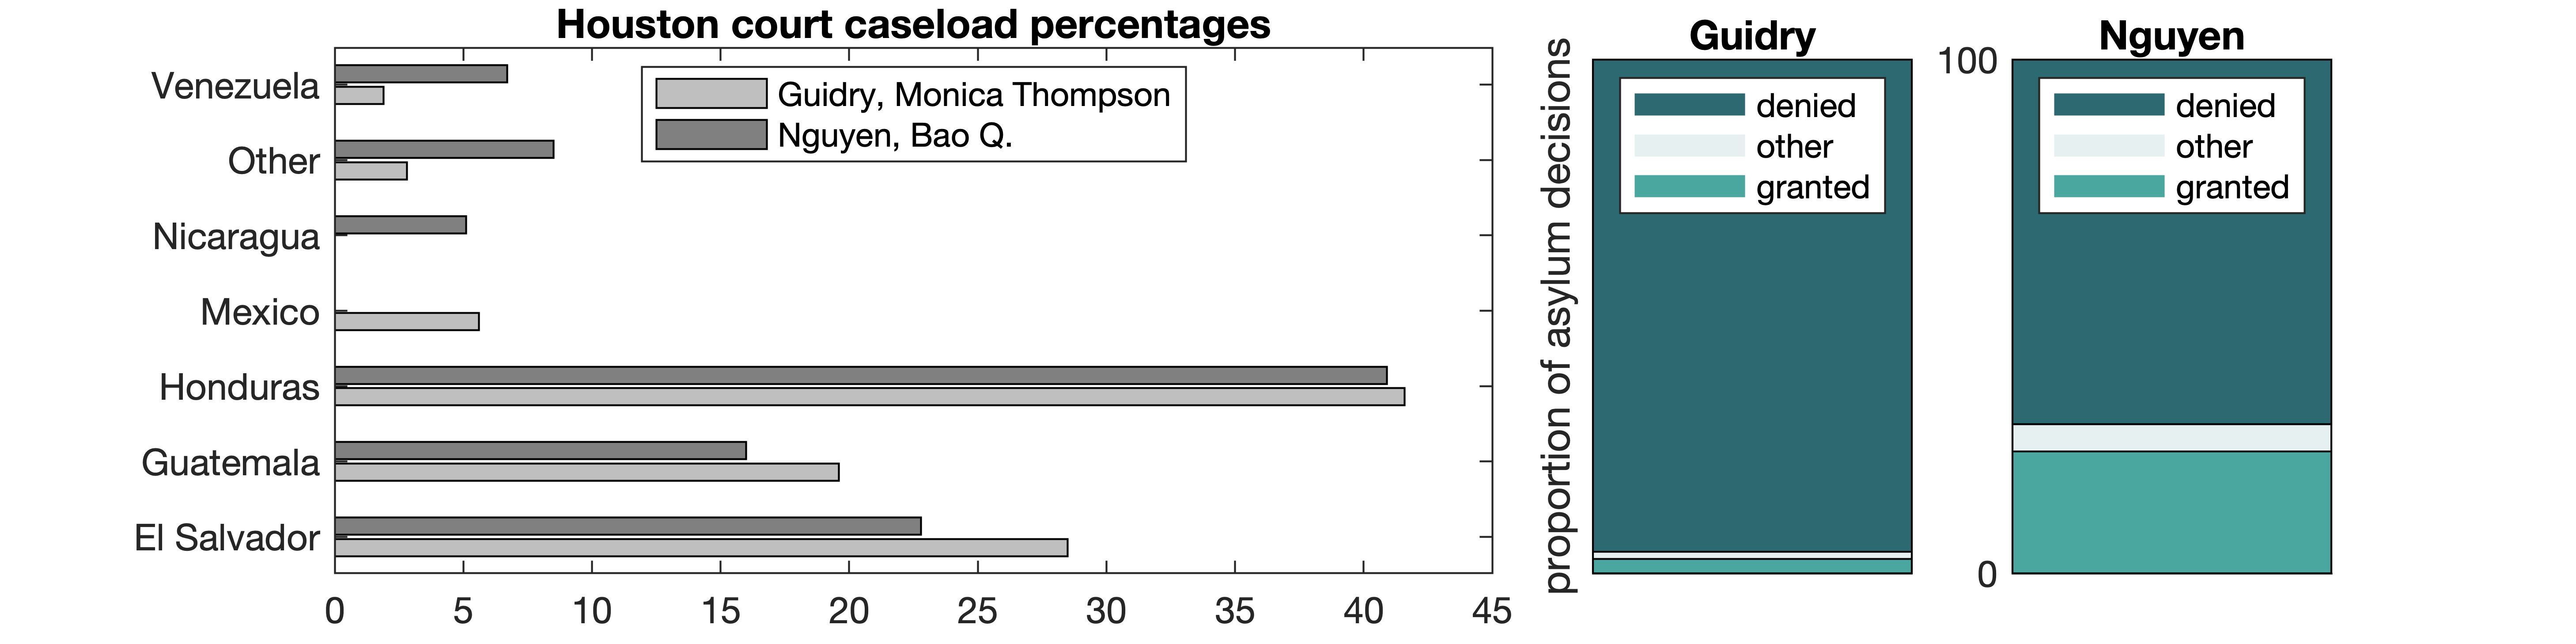 Houston court caseload percentages
Guidry, Monica Thompson
Nguyen, Bao Q.
Venezuela
Other
Nicaragua
Mexico
Honduras
Guatemala
El Salvador
0 5 10 15 20 25 30 35 40 45
proportion of asylum decisions
Guidry
denied
other
granted
Nguyen
100
0
denied
other
granted